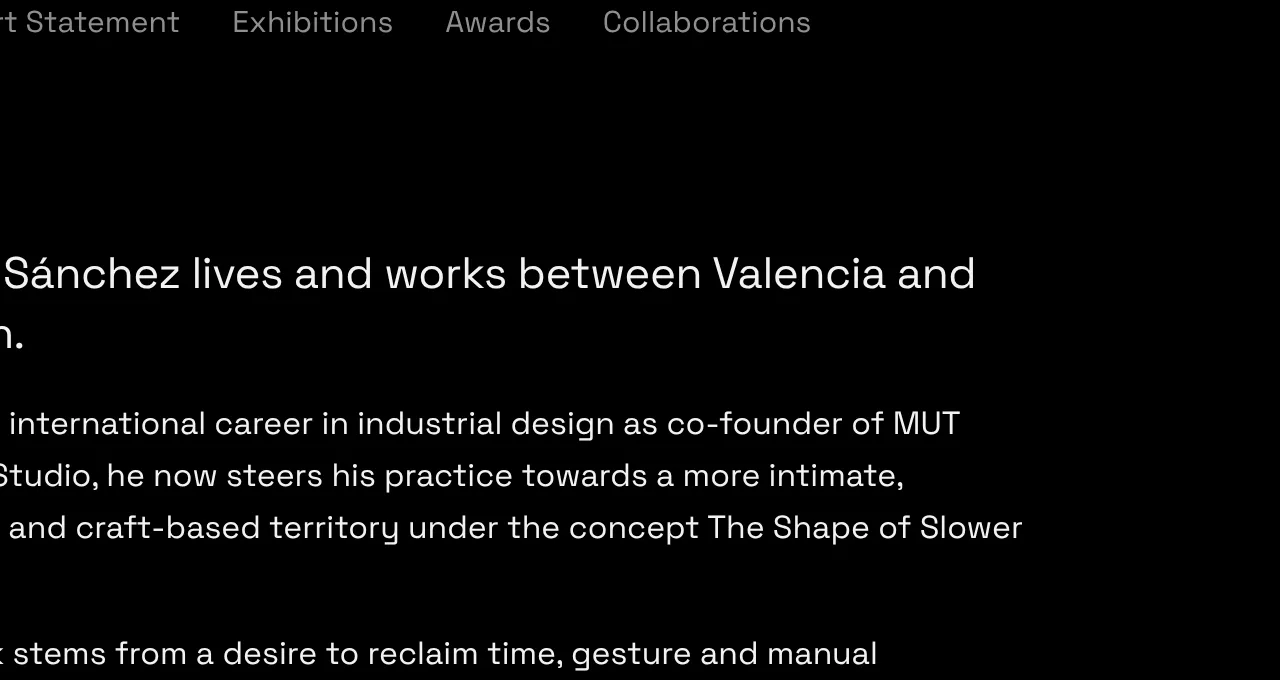 Statement Exhibitions Awards Collaborations
Sánchez lives and works between Valencia and
international career in industrial design as co-founder of MUT
Studio, he now steers his practice towards a more intimate,
and craft-based territory under the concept The Shape of Slower
stems from a desire to reclaim time, gesture and manual